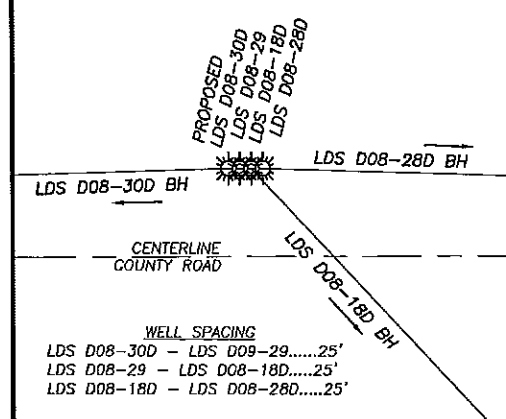 PROPOSED
LDS D08-30D
LDS D08-29
LDS D08-18D
LDS D08-28D
LDS D08-30D BH
LDS D08-28D BH
LDS D08-18D BH
CENTERLINE
COUNTY ROAD
WELL SPACING
LDS D08-30D - LDS D09-29.....25'
LDS D08-29 - LDS D08-18D.....25'
LDS D08-18D - LDS D08-28D.....25'